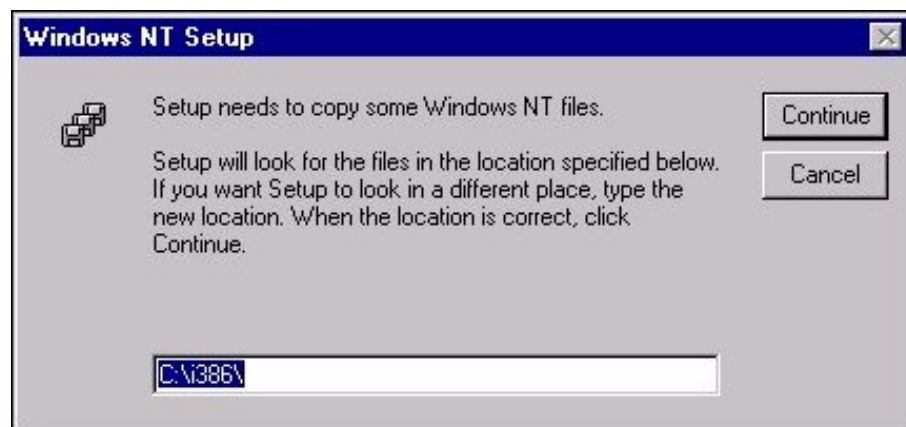 Windows NT Setup
Setup needs to copy some Windows NT files.
Continue
Setup will look for the files in the location specified below.
If you want Setup to look in a different place, type the
new location. When the location is correct, click
Continue.
Cancel
C:\i386\